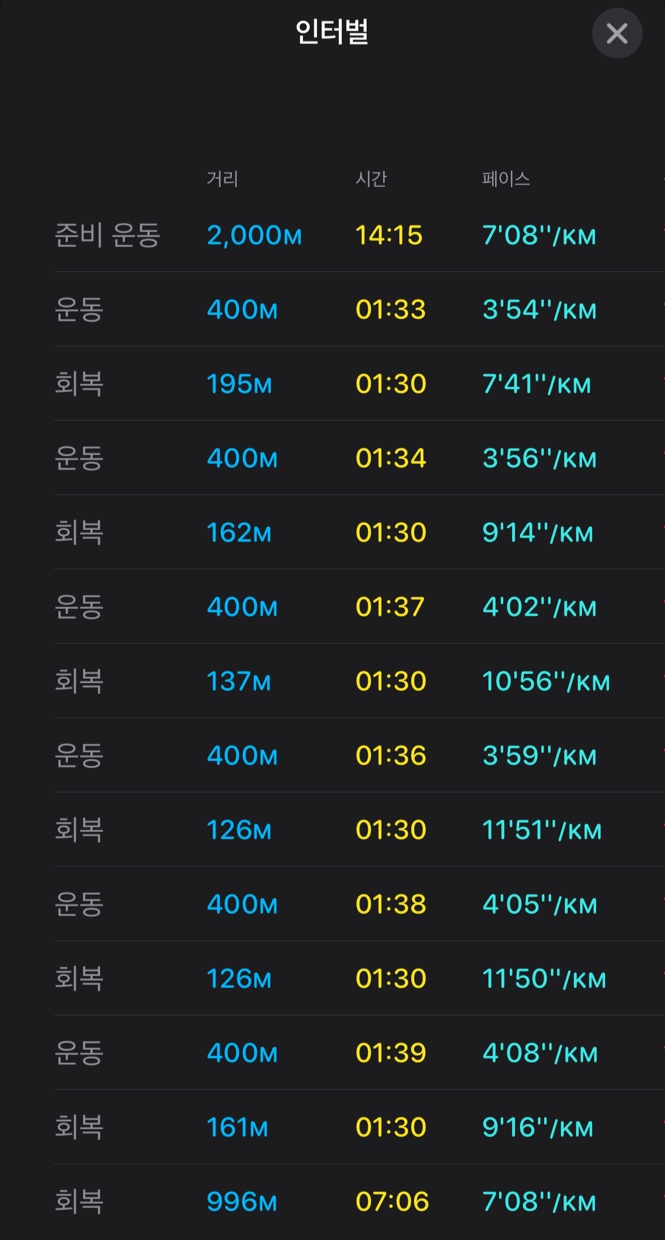 인터벌
거리 시간 페이스
준비 운동 2,000M 14:15 7'08''/KM
운동 400M 01:33 3'54''/KM
회복 195M 01:30 7'41''/KM
운동 400M 01:34 3'56''/KM
회복 162M 01:30 9'14''/KM
운동 400M 01:37 4'02''/KM
회복 137M 01:30 10'56''/KM
운동 400M 01:36 3'59''/KM
회복 126M 01:30 11'51''/KM
운동 400M 01:38 4'05''/KM
회복 126M 01:30 11'50''/KM
운동 400M 01:39 4'08''/KM
회복 161M 01:30 9'16''/KM
회복 996M 07:06 7'08''/KM